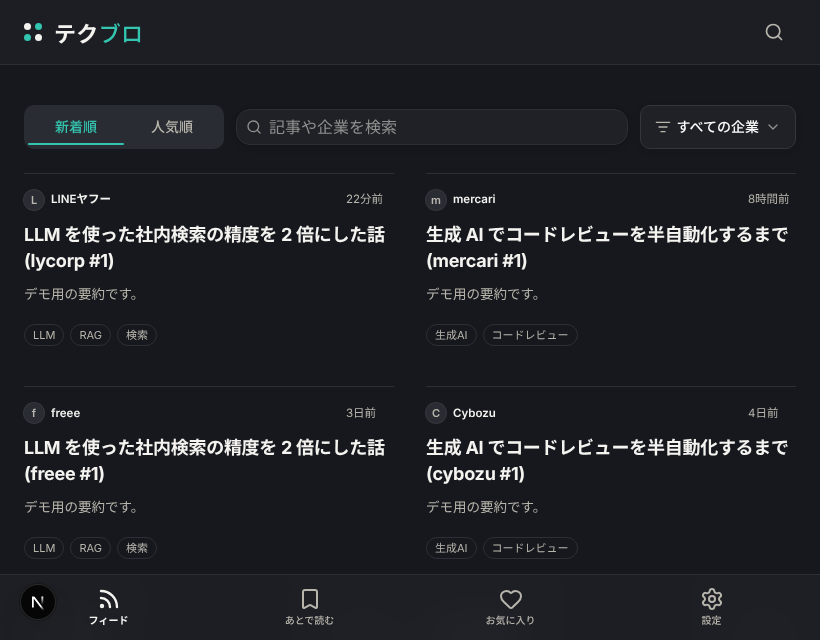 テクブロ
新着順 人気順 記事や企業を検索 すべての企業
L LINEヤフー 22分前
LLM を使った社内検索の精度を 2 倍にした話
(lycorp #1)
デモ用の要約です。
LLM RAG 検索
m mercari 8時間前
生成 AI でコードレビューを半自動化するまで
(mercari #1)
デモ用の要約です。
生成AI コードレビュー
f freee 3日前
LLM を使った社内検索の精度を 2 倍にした話
(freee #1)
デモ用の要約です。
LLM RAG 検索
C Cybozu 4日前
生成 AI でコードレビューを半自動化するまで
(cybozu #1)
デモ用の要約です。
生成AI コードレビュー
N フィード あとで読む お気に入り 設定